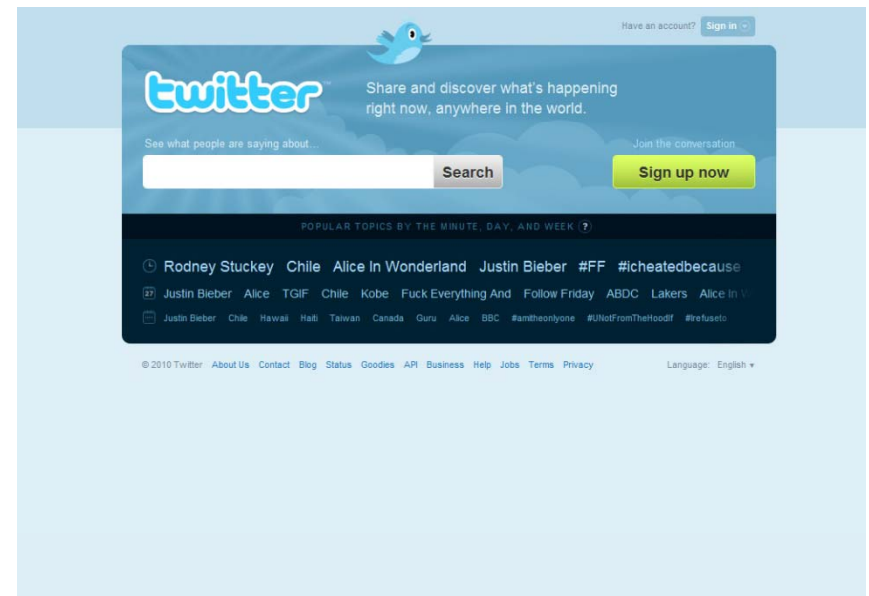 Have an account? Sign in
twitter™
Share and discover what's happening
right now, anywhere in the world.
See what people are saying about...
Join the conversation
Search
Sign up now
POPULAR TOPICS BY THE MINUTE, DAY, AND WEEK ?
Rodney Stuckey Chile Alice In Wonderland Justin Bieber #FF #icheatedbecause
27 Justin Bieber Alice TGIF Chile Kobe Fuck Everything And Follow Friday ABDC Lakers Alice In
Justin Bieber Chile Hawaii Haiti Taiwan Canada Guru Alice BBC #amitheonlyone #UNotFromTheHoodIf #Irefuseto
© 2010 Twitter About Us Contact Blog Status Goodies API Business Help Jobs Terms Privacy
Language: English